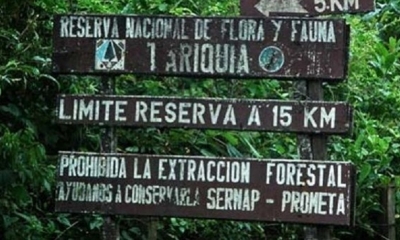 5 KM
RESERVA NACIONAL DE FLORA Y FAUNA
TARIQUIA
LIMITE RESERVA A 15 KM
PROHIBIDA LA EXTRACCION FORESTAL
AYUDANOS A CONSERVARLA SERNAP - PROMETA